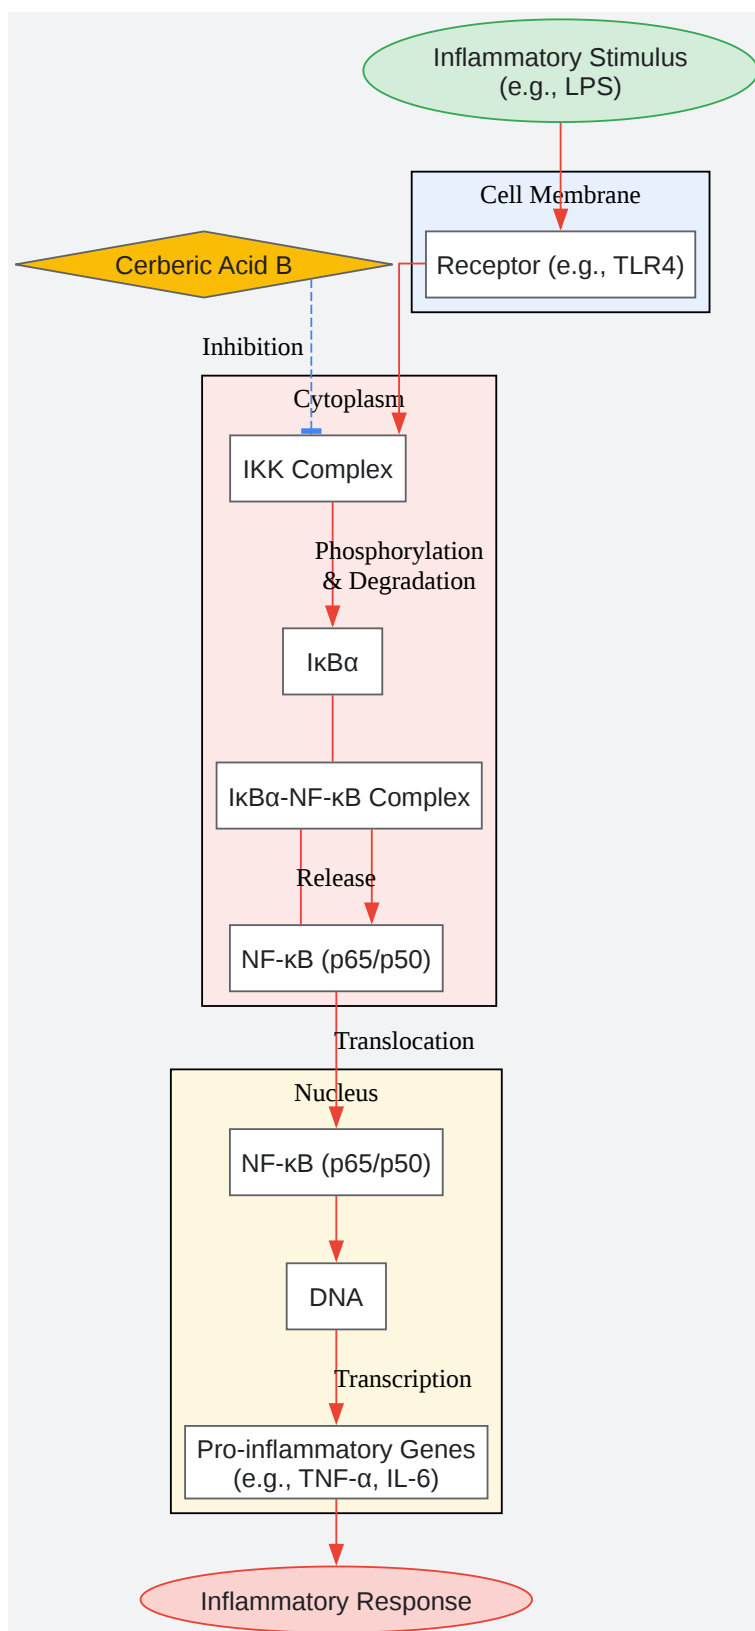 Inflammatory Stimulus
(e.g., LPS)
Cell Membrane
Receptor (e.g., TLR4)
Cerberic Acid B
Inhibition
Cytoplasm
IKK Complex
Phosphorylation
& Degradation
IκBα
IκBα-NF-κB Complex
Release
NF-κB (p65/p50)
Translocation
Nucleus
NF-κB (p65/p50)
DNA
Transcription
Pro-inflammatory Genes
(e.g., TNF-α, IL-6)
Inflammatory Response